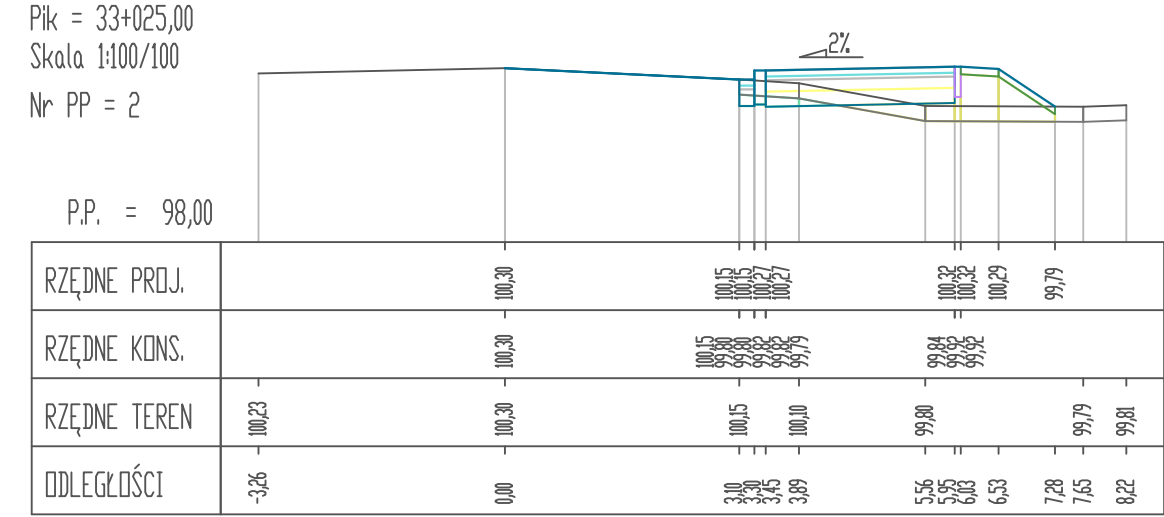 Pik = 33+025,00
Skala 1:100/100
Nr PP = 2
2%
P.P. = 98,00
RZĘDNE PROJ. 100,30 100,15 100,15 100,27 100,27 100,32 100,32 100,29 99,79
RZĘDNE KONS. 100,30 100,15 99,80 99,80 99,80 99,82 99,82 99,82 99,79 99,84 99,92 99,92
RZĘDNE TEREN 100,23 100,30 100,15 100,10 99,80 99,79 99,81
ODLEGŁOŚCI -3,26 0,00 3,10 3,30 3,45 3,89 5,56 5,95 6,03 6,53 7,28 7,65 8,22